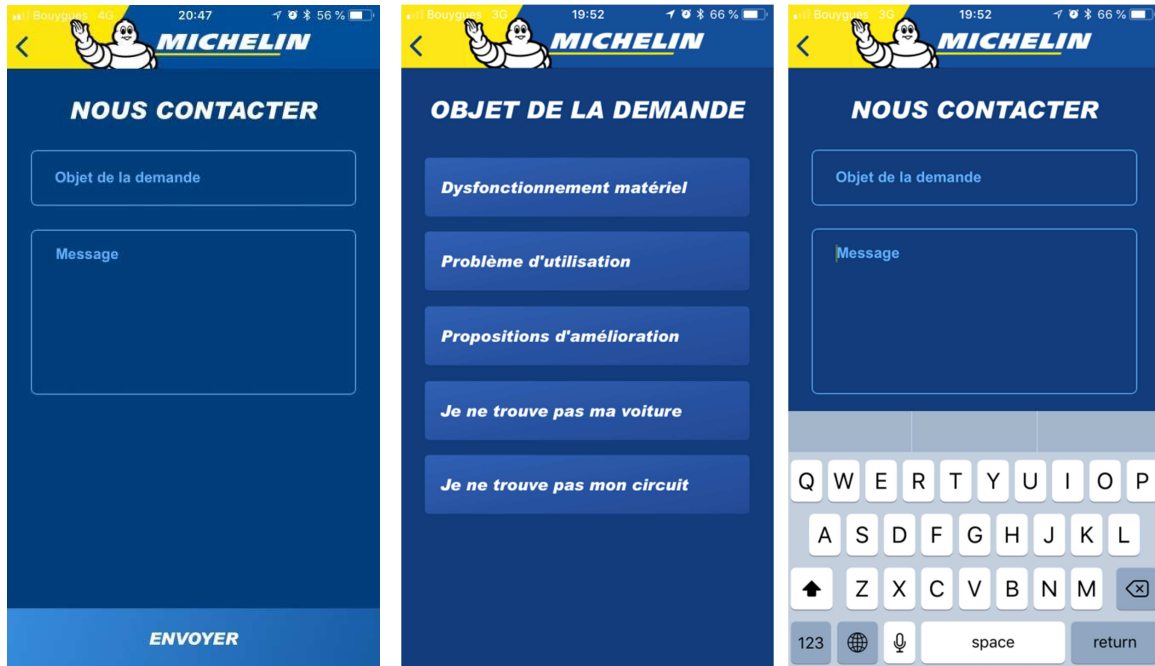 Bouygues 4G 20:47 56 %
MICHELIN
NOUS CONTACTER
Objet de la demande
Message
ENVOYER
Bouygues 3G 19:52 66 %
MICHELIN
OBJET DE LA DEMANDE
Dysfonctionnement matériel
Problème d'utilisation
Propositions d'amélioration
Je ne trouve pas ma voiture
Je ne trouve pas mon circuit
Bouygues 3G 19:52 66 %
MICHELIN
NOUS CONTACTER
Objet de la demande
Message
Q W E R T Y U I O P
A S D F G H J K L
Z X C V B N M
123 space return